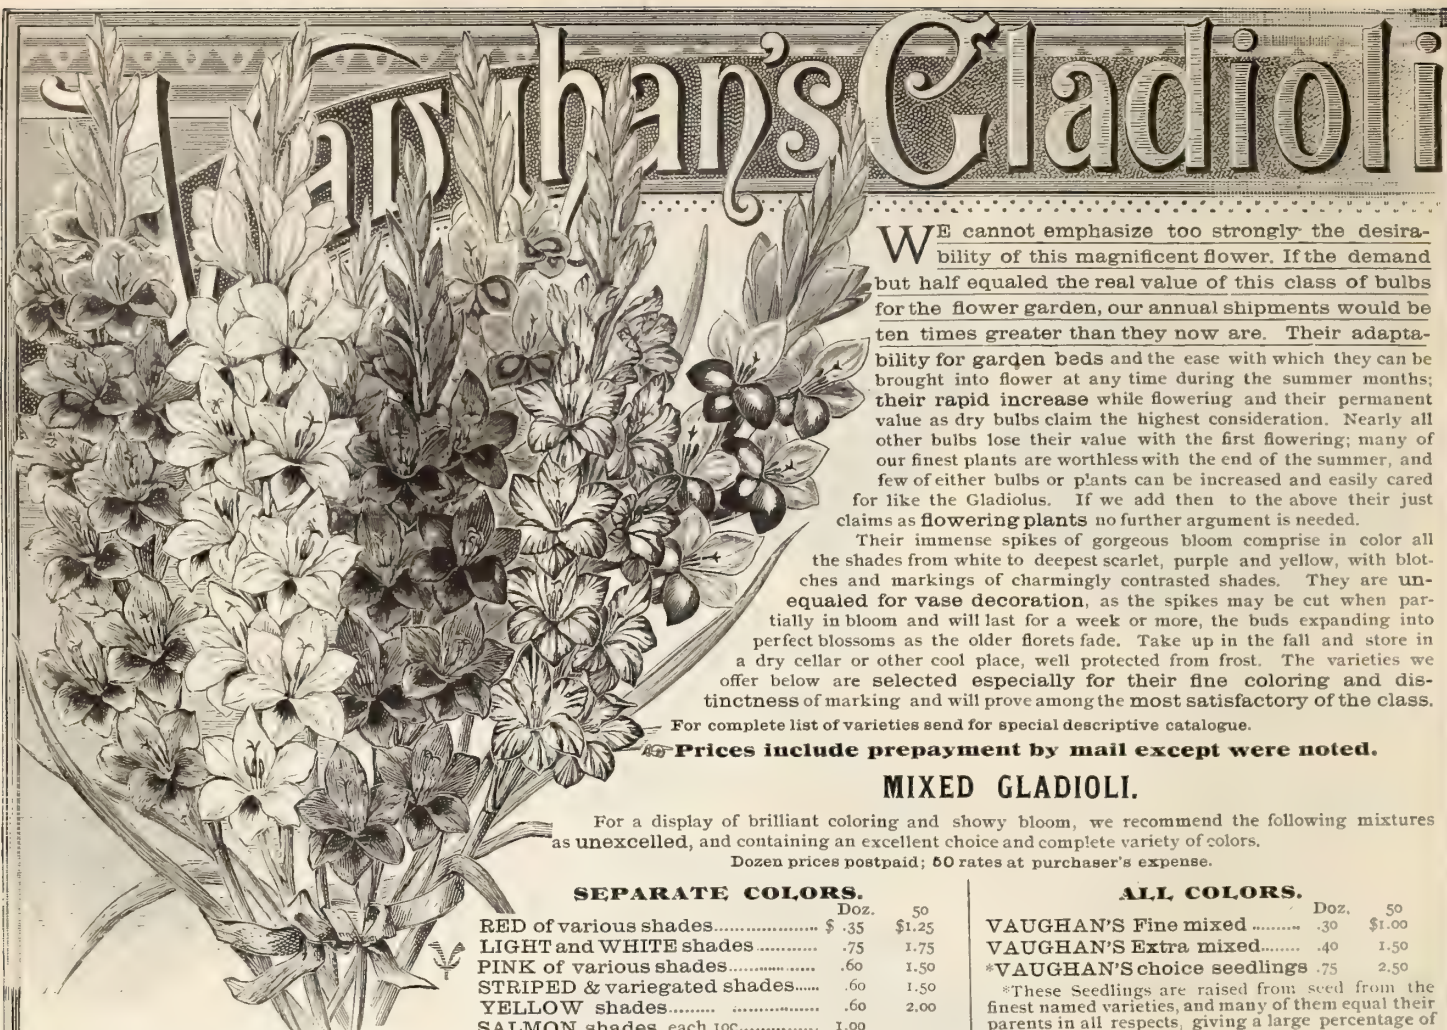 Vaughan's Gladioli
WE cannot emphasize too strongly the desira-
bility of this magnificent flower. If the demand
but half equaled the real value of this class of bulbs
for the flower garden, our annual shipments would be
ten times greater than they now are. Their adapta-
bility for garden beds and the ease with which they can be
brought into flower at any time during the summer months;
their rapid increase while flowering and their permanent
value as dry bulbs claim the highest consideration. Nearly all
other bulbs lose their value with the first flowering; many of
our finest plants are worthless with the end of the summer, and
few of either bulbs or plants can be increased and easily cared
for like the Gladiolus. If we add then to the above their just
claims as flowering plants no further argument is needed.
Their immense spikes of gorgeous bloom comprise in color all
the shades from white to deepest scarlet, purple and yellow, with blot-
ches and markings of charmingly contrasted shades. They are un-
equaled for vase decoration, as the spikes may be cut when par-
tially in bloom and will last for a week or more, the buds expanding into
perfect blossoms as the older florets fade. Take up in the fall and store in
a dry cellar or other cool place, well protected from frost. The varieties we
offer below are selected especially for their fine coloring and dis-
tinctness of marking and will prove among the most satisfactory of the class.
For complete list of varieties send for special descriptive catalogue.
☞ Prices include prepayment by mail except were noted.
MIXED GLADIOLI.
For a display of brilliant coloring and showy bloom, we recommend the following mixtures
as unexcelled, and containing an excellent choice and complete variety of colors.
Dozen prices postpaid; 50 rates at purchaser's expense.
SEPARATE COLORS.
Doz. 50
RED of various shades.................... $ .35 $1.25
LIGHT and WHITE shades ............ .75 1.75
PINK of various shades................ .60 1.50
STRIPED & variegated shades...... .60 1.50
YELLOW shades......... ................. .60 2.00
SALMON shades, each 10c............ 1.00
ALL COLORS.
Doz. 50
VAUGHAN'S Fine mixed ......... .30 $1.00
VAUGHAN'S Extra mixed........ .40 1.50
*VAUGHAN'S choice seedlings .75 2.50
*These Seedlings are raised from seed from the
finest named varieties, and many of them equal their
parents in all respects, giving a large percentage of